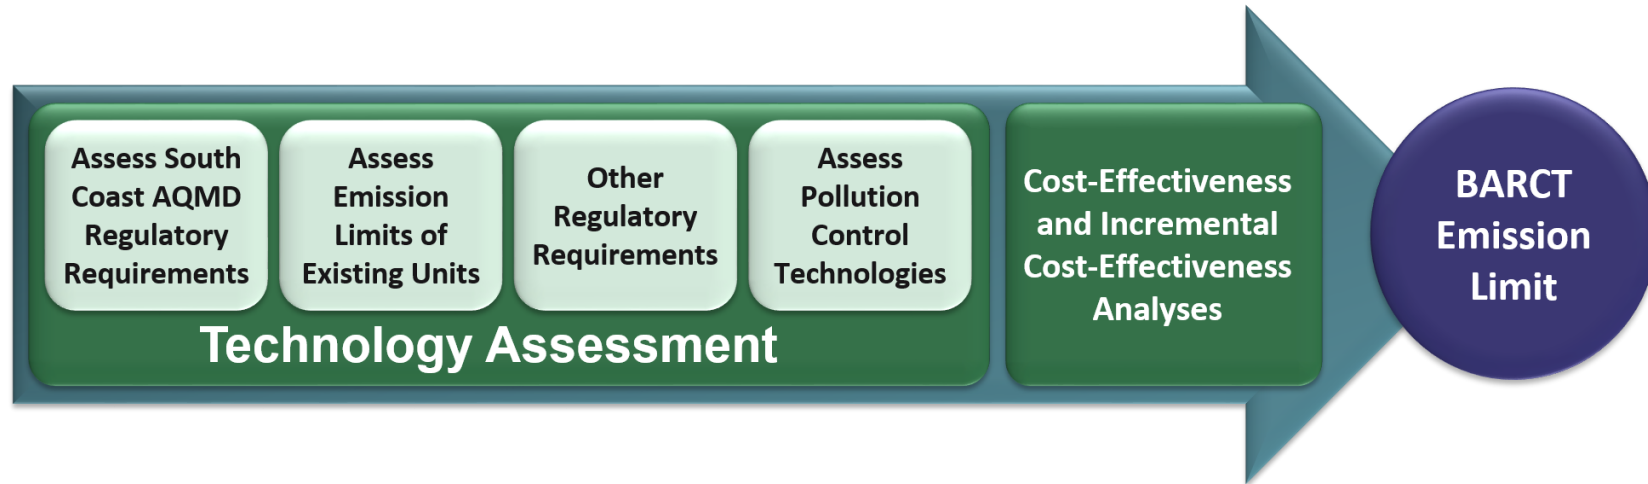 Assess South
Coast AQMD
Regulatory
Requirements
Assess
Emission
Limits of
Existing Units
Other
Regulatory
Requirements
Assess
Pollution
Control
Technologies
Technology Assessment
Cost-Effectiveness
and Incremental
Cost-Effectiveness
Analyses
BARCT
Emission
Limit